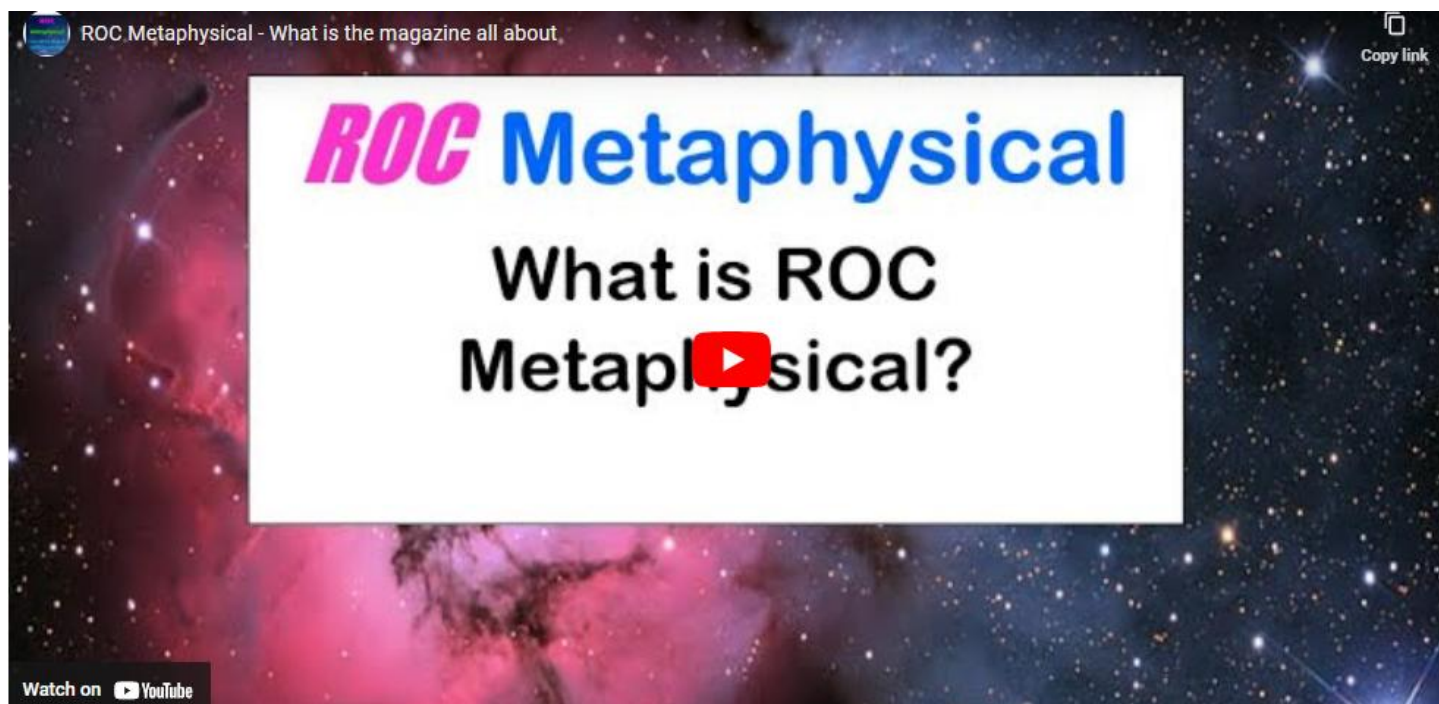 ROC Metaphysical - What is the magazine all about
Copy link
ROC Metaphysical
What is ROC
Metaphysical?
Watch on YouTube